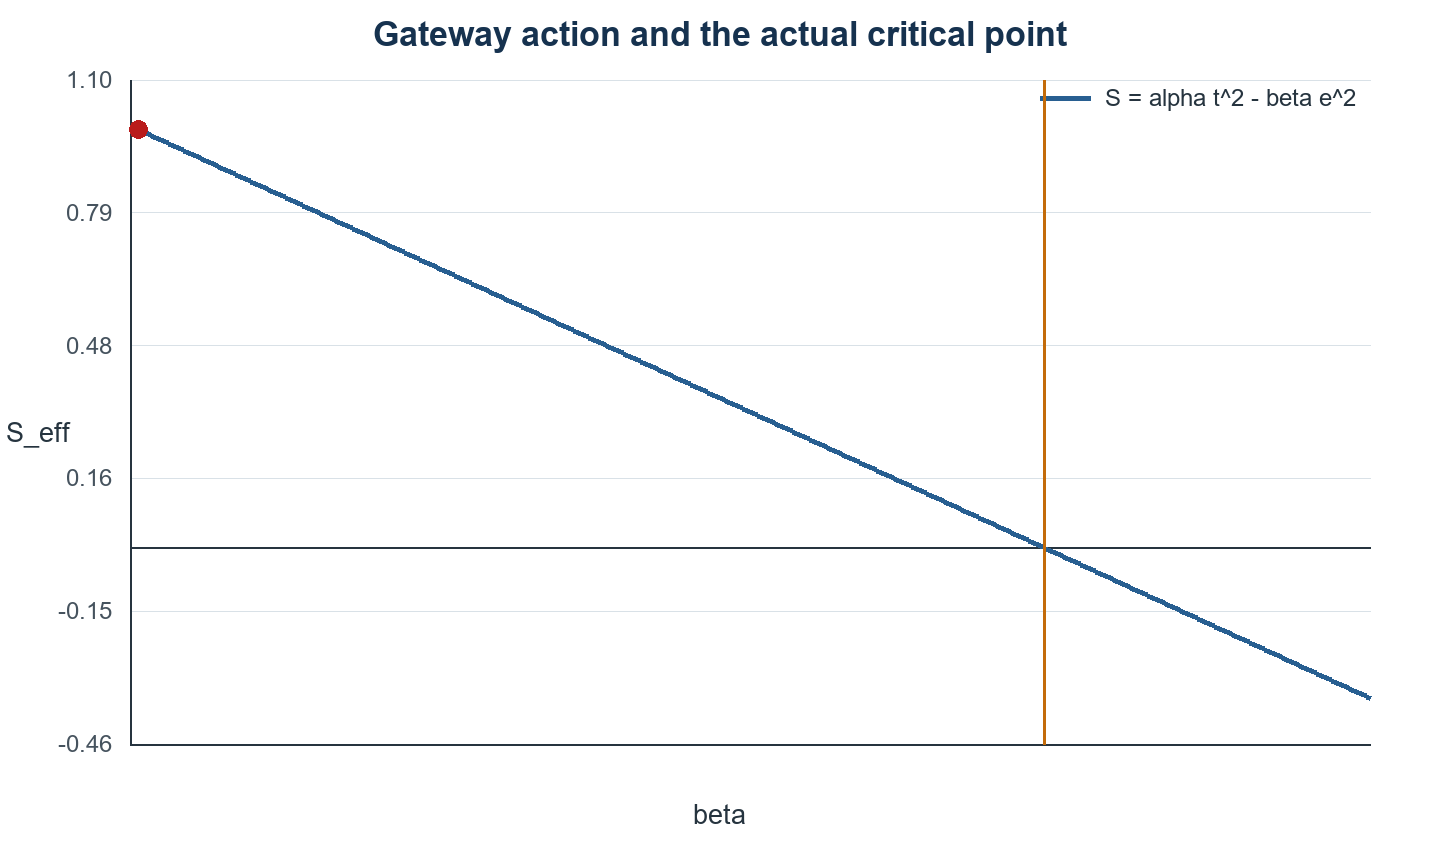 Gateway action and the actual critical point
1.10
S = alpha t^2 - beta e^2
0.79
0.48
S_eff
0.16
-0.15
-0.46
beta